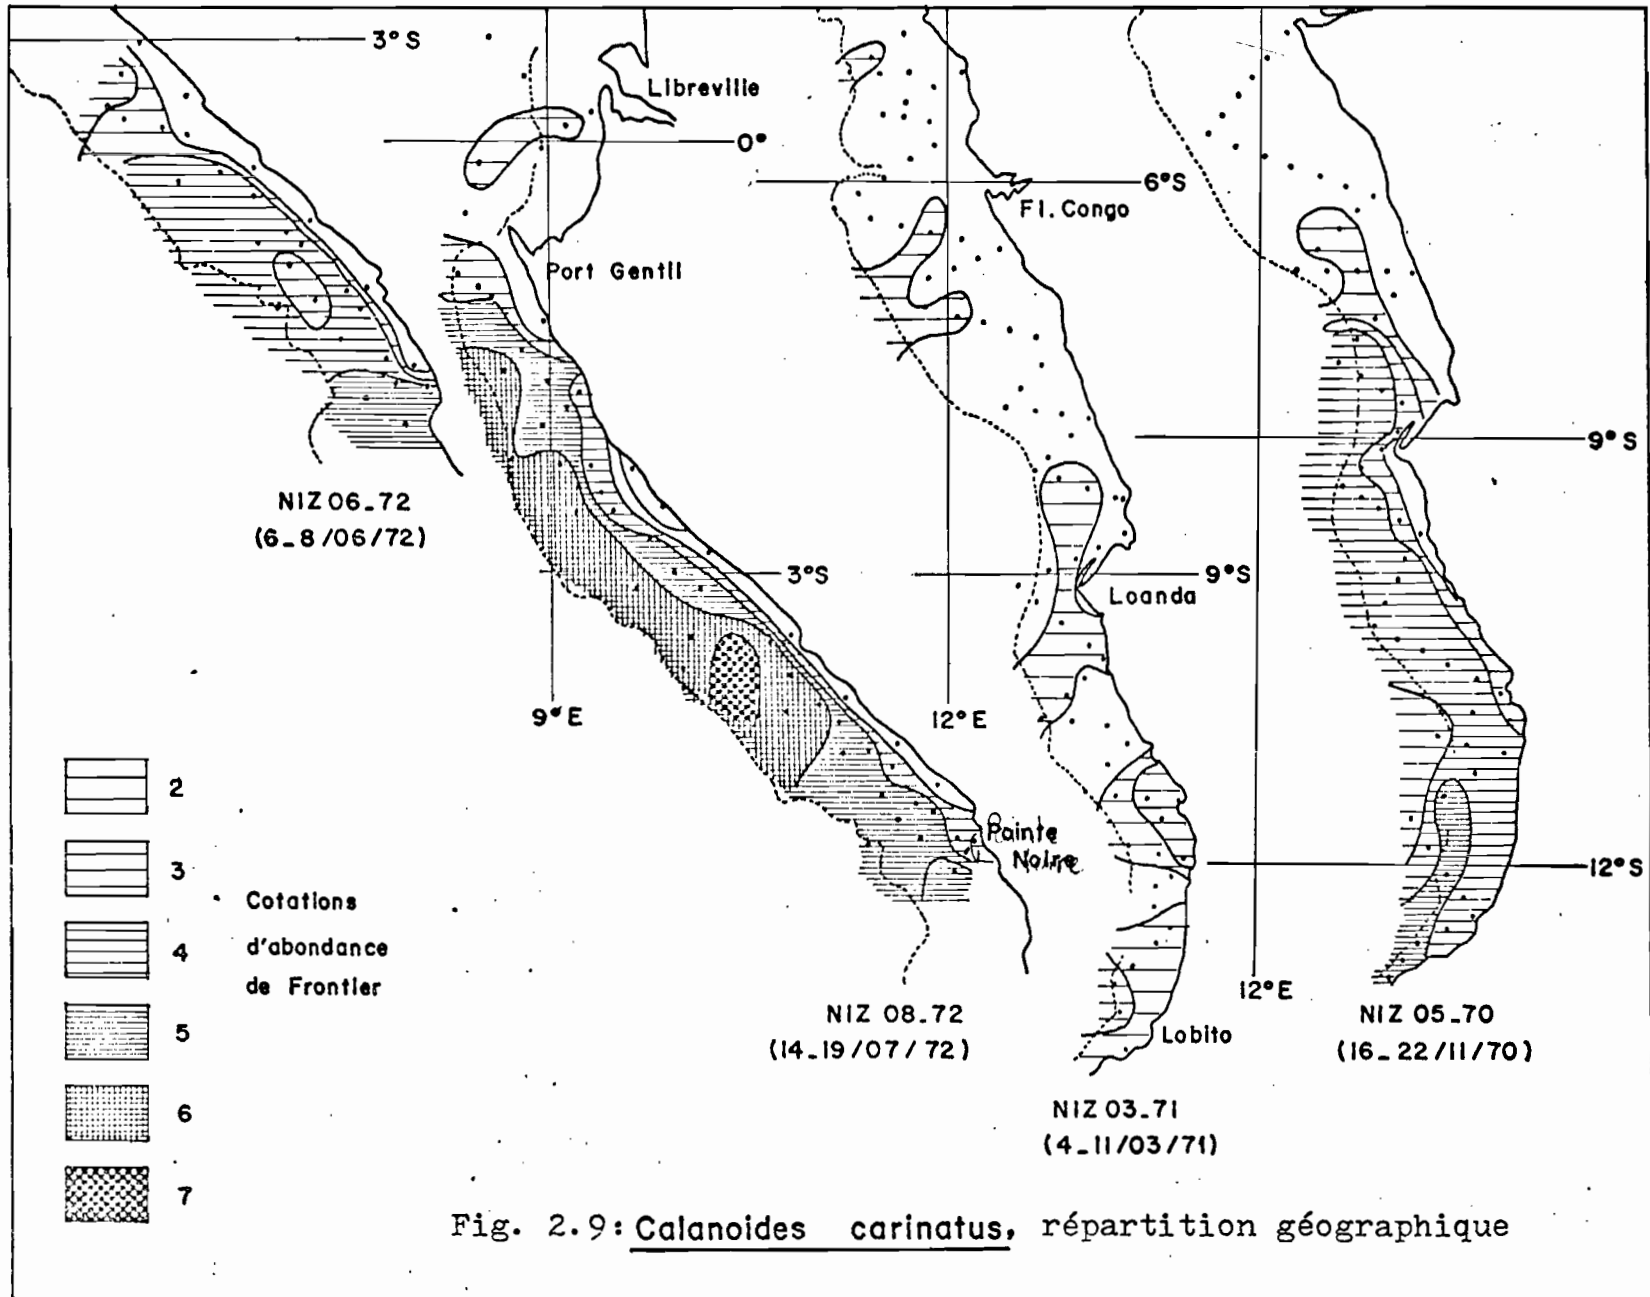 3°S
Libreville
0°
6°S
Fl. Congo
Port Gentil
9°S
NIZ 06_72
(6_8/06/72)
3°S
9°S
Loanda
9°E
12°E
2
3
4
5
6
7
Cotations
d'abondance
de Frontier
Pointe
Noire
12°S
12°E
NIZ 08_72
(14_19/07/72)
Lobito
NIZ 05_70
(16_22/11/70)
NIZ 03_71
(4_11/03/71)
Fig. 2.9: Calanoides carinatus, répartition géographique